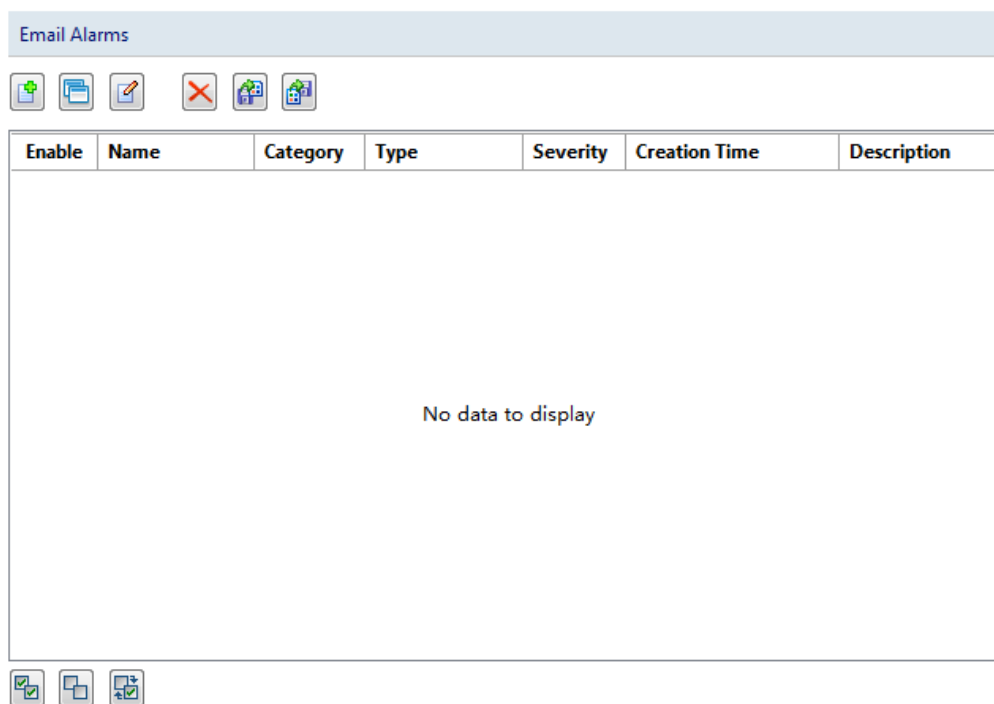 Email Alarms
Enable Name Category Type Severity Creation Time Description
No data to display